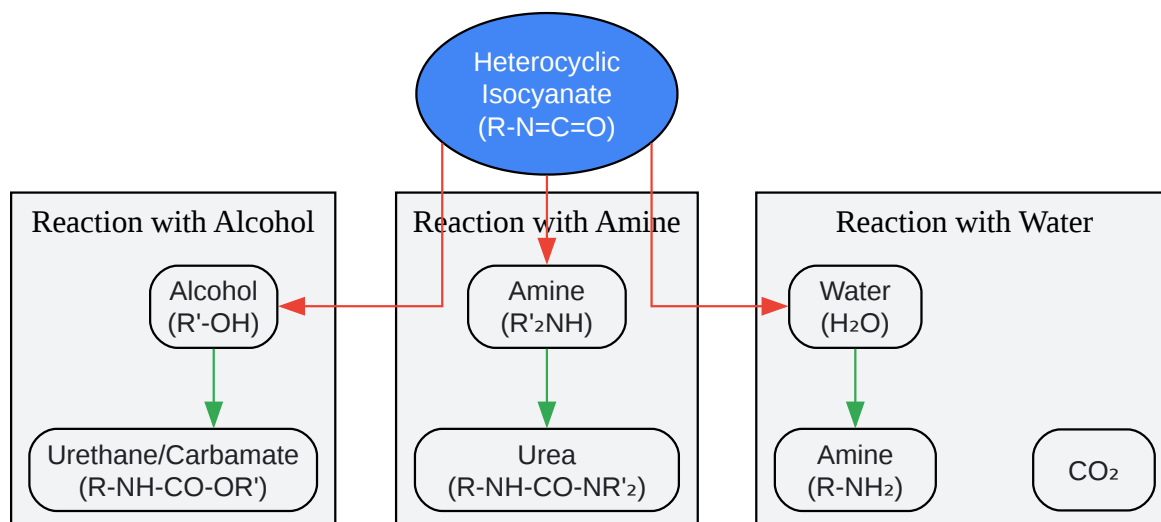 Heterocyclic
Isocyanate
(R-N=C=O)
Reaction with Alcohol
Reaction with Amine
Reaction with Water
Alcohol
(R'-OH)
Amine
(R'₂NH)
Water
(H₂O)
Urethane/Carbamate
(R-NH-CO-OR')
Urea
(R-NH-CO-NR'₂)
Amine
(R-NH₂)
CO₂